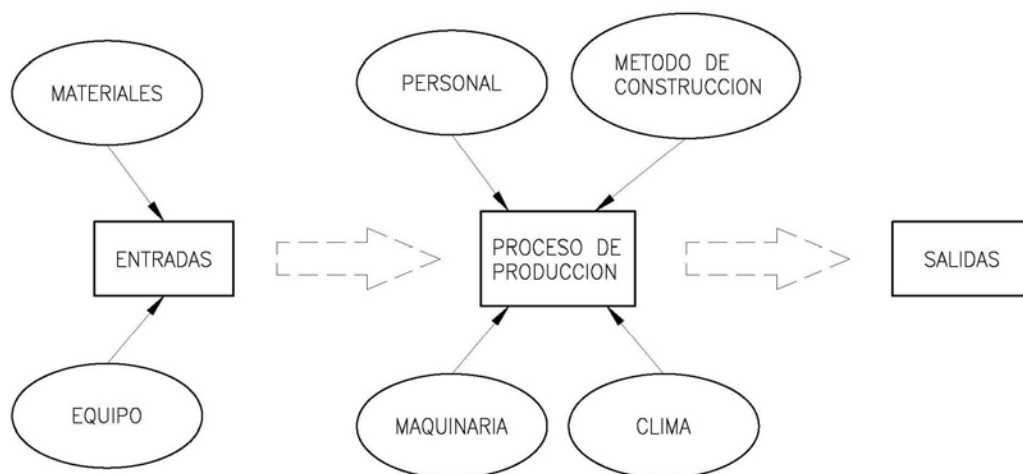 MATERIALES
PERSONAL
METODO DE
CONSTRUCCION
ENTRADAS
PROCESO DE
PRODUCCION
SALIDAS
EQUIPO
MAQUINARIA
CLIMA